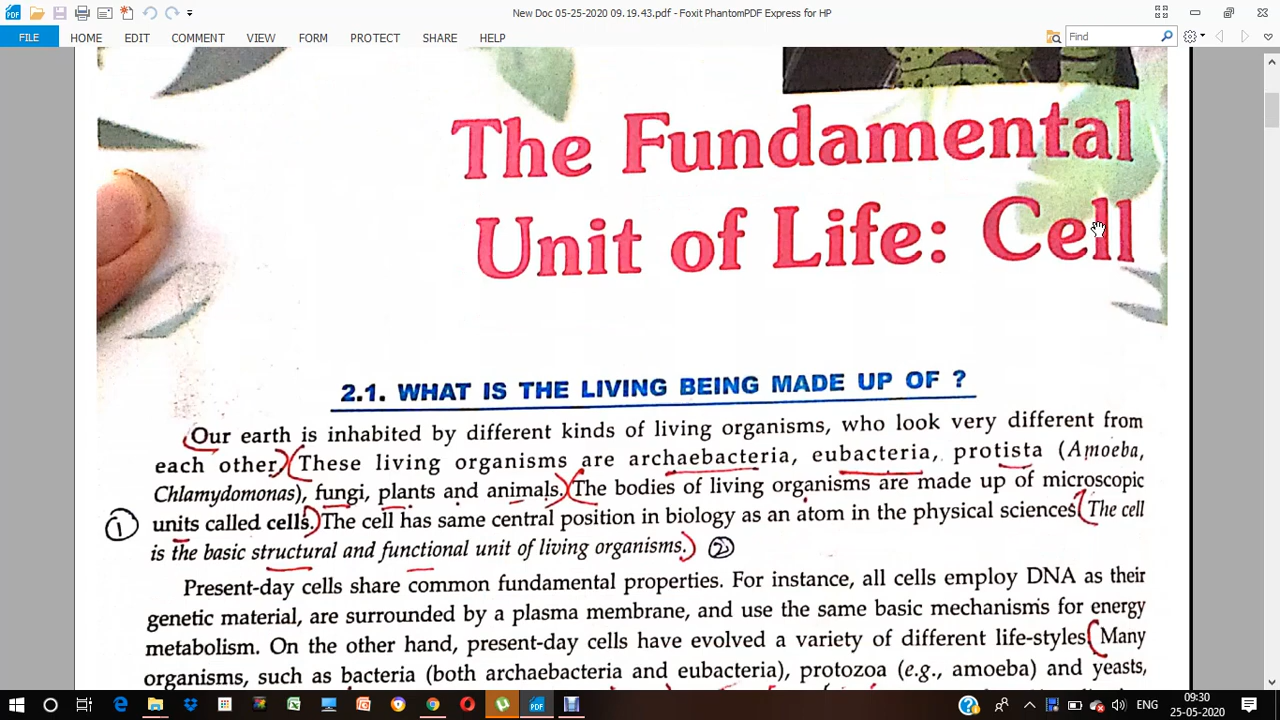 New Doc 05-25-2020 09.19.43.pdf - Foxit PhantomPDF Express for HP
FILE HOME EDIT COMMENT VIEW FORM PROTECT SHARE HELP Find
The Fundamental
Unit of Life: Cell
2.1. WHAT IS THE LIVING BEING MADE UP OF ?
Our earth is inhabited by different kinds of living organisms, who look very different from
each other. These living organisms are archaebacteria, eubacteria, protista (Amoeba,
Chlamydomonas), fungi, plants and animals. The bodies of living organisms are made up of microscopic
1 units called cells. The cell has same central position in biology as an atom in the physical sciences. The cell
is the basic structural and functional unit of living organisms. 2
Present-day cells share common fundamental properties. For instance, all cells employ DNA as their
genetic material, are surrounded by a plasma membrane, and use the same basic mechanisms for energy
metabolism. On the other hand, present-day cells have evolved a variety of different life-styles. Many
organisms, such as bacteria (both archaebacteria and eubacteria), protozoa (e.g., amoeba) and yeasts,
ENG 09:30
25-05-2020